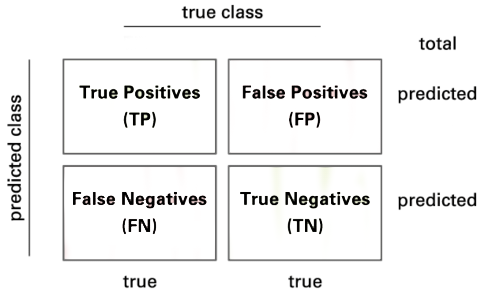 true class
total
predicted class
True Positives
(TP)
False Positives
(FP)
predicted
False Negatives
(FN)
True Negatives
(TN)
predicted
true
true